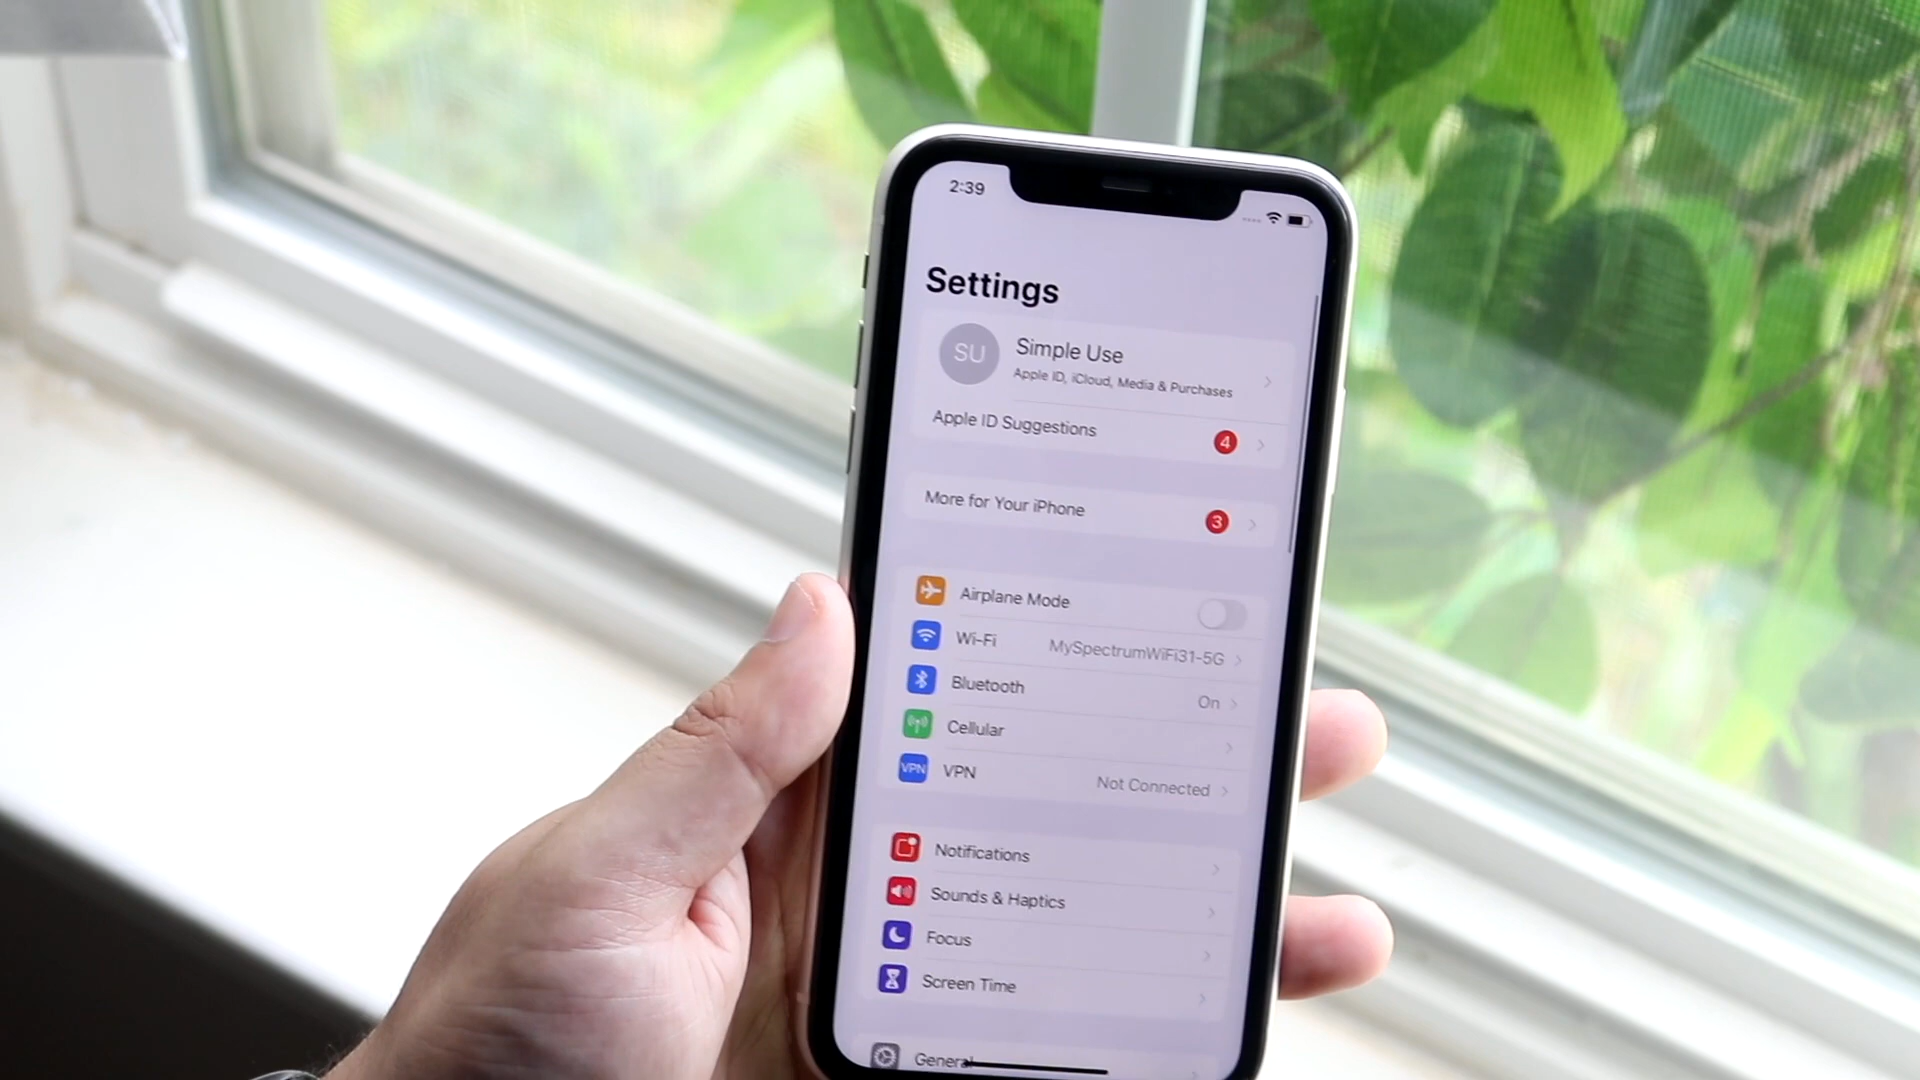 2:39
Settings
SU
Simple Use
Apple ID, iCloud, Media & Purchases
Apple ID Suggestions 4
More for Your iPhone 3
Airplane Mode
Wi-Fi MySpectrumWiFi31-5G
Bluetooth On
Cellular
VPN VPN Not Connected
Notifications
Sounds & Haptics
Focus
Screen Time
General